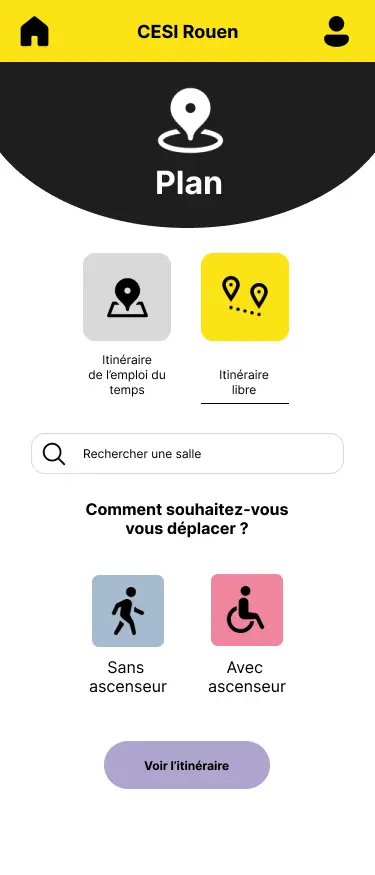 CESI Rouen
Plan
Itinéraire
de l’emploi du
temps
Itinéraire
libre
Rechercher une salle
Comment souhaitez-vous
vous déplacer ?
Sans
ascenseur
Avec
ascenseur
Voir l’itinéraire